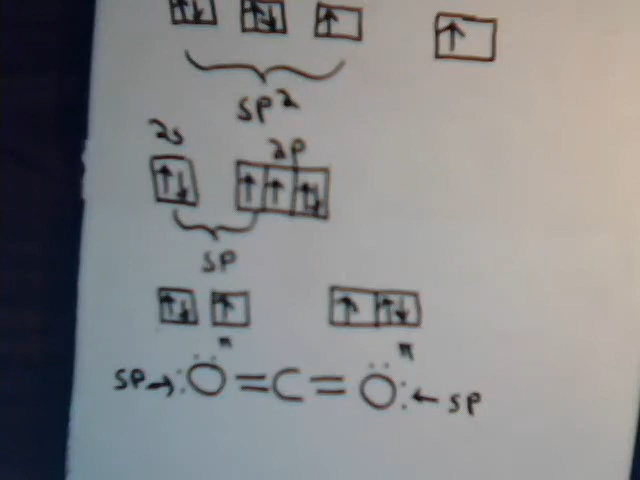 ↑↓ ↑↓ ↑ ↑
sp2
2s 2p
↑↓ ↑ ↑ ↑↓
sp
↑↓ ↑ ↑ ↑↓
π π
sp→:Ö=C=Ö:←sp